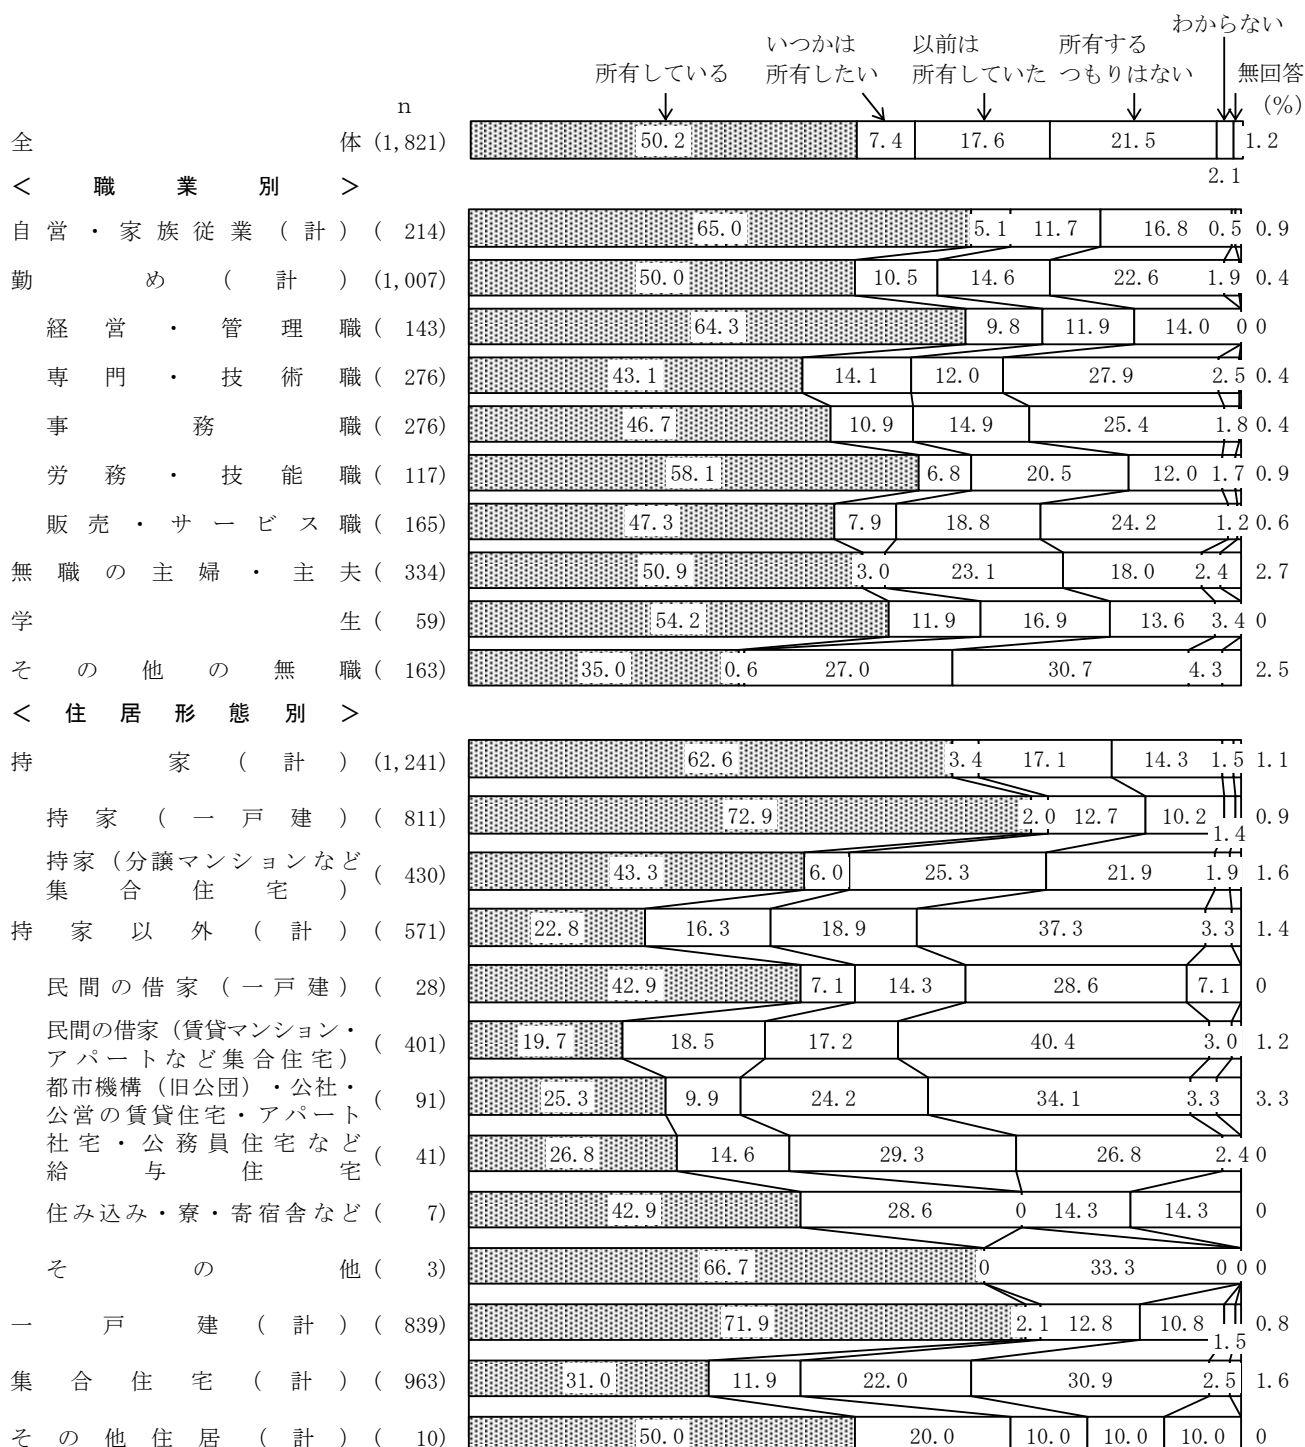 わからない
いつかは 以前は 所有する
所有している 所有したい 所有していた つもりはない 無回答
n (%)
全体 (1,821) 50.2 7.4 17.6 21.5 1.2
2.1
＜職業別＞
自営・家族従業（計） ( 214) 65.0 5.1 11.7 16.8 0.5 0.9
勤め（計） (1,007) 50.0 10.5 14.6 22.6 1.9 0.4
経営・管理職 ( 143) 64.3 9.8 11.9 14.0 0 0
専門・技術職 ( 276) 43.1 14.1 12.0 27.9 2.5 0.4
事務職 ( 276) 46.7 10.9 14.9 25.4 1.8 0.4
労務・技能職 ( 117) 58.1 6.8 20.5 12.0 1.7 0.9
販売・サービス職 ( 165) 47.3 7.9 18.8 24.2 1.2 0.6
無職の主婦・主夫 ( 334) 50.9 3.0 23.1 18.0 2.4 2.7
学生 ( 59) 54.2 11.9 16.9 13.6 3.4 0
その他の無職 ( 163) 35.0 0.6 27.0 30.7 4.3 2.5
＜住居形態別＞
持家（計） (1,241) 62.6 3.4 17.1 14.3 1.5 1.1
持家（一戸建） ( 811) 72.9 2.0 12.7 10.2 0.9
1.4
持家（分譲マンションなど
集合住宅） ( 430) 43.3 6.0 25.3 21.9 1.9 1.6
持家以外（計） ( 571) 22.8 16.3 18.9 37.3 3.3 1.4
民間の借家（一戸建） ( 28) 42.9 7.1 14.3 28.6 7.1 0
民間の借家（賃貸マンション・
アパートなど集合住宅） ( 401) 19.7 18.5 17.2 40.4 3.0 1.2
都市機構（旧公団）・公社・
公営の賃貸住宅・アパート ( 91) 25.3 9.9 24.2 34.1 3.3 3.3
社宅・公務員住宅など
給与住宅 ( 41) 26.8 14.6 29.3 26.8 2.4 0
住み込み・寮・寄宿舎など ( 7) 42.9 28.6 0 14.3 14.3 0
その他 ( 3) 66.7 0 33.3 0 0 0
一戸建（計） ( 839) 71.9 2.1 12.8 10.8 0.8
1.5
集合住宅（計） ( 963) 31.0 11.9 22.0 30.9 2.5 1.6
その他住居（計） ( 10) 50.0 20.0 10.0 10.0 10.0 0